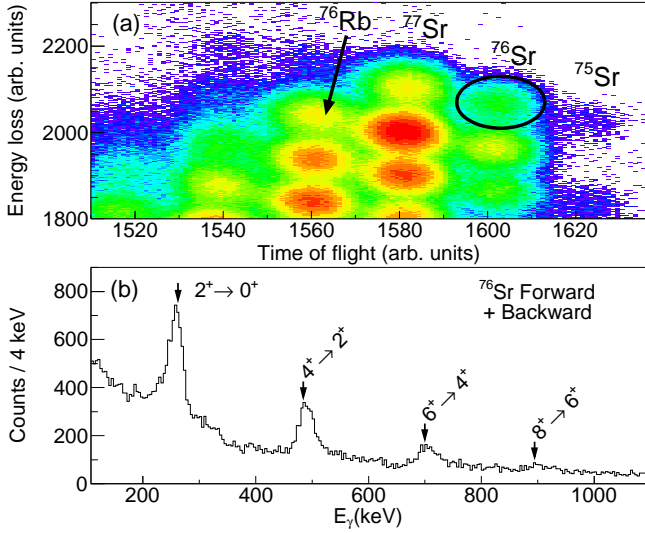 (a)
⁷⁶Rb
⁷⁷Sr
⁷⁶Sr
⁷⁵Sr
Energy loss (arb. units)
2200
2000
1800
1520 1540 1560 1580 1600 1620
Time of flight (arb. units)
(b)
2⁺→0⁺
4⁺→2⁺
6⁺→4⁺
8⁺→6⁺
⁷⁶Sr Forward
+ Backward
Counts / 4 keV
800
600
400
200
0
200 400 600 800 1000
E_γ(keV)